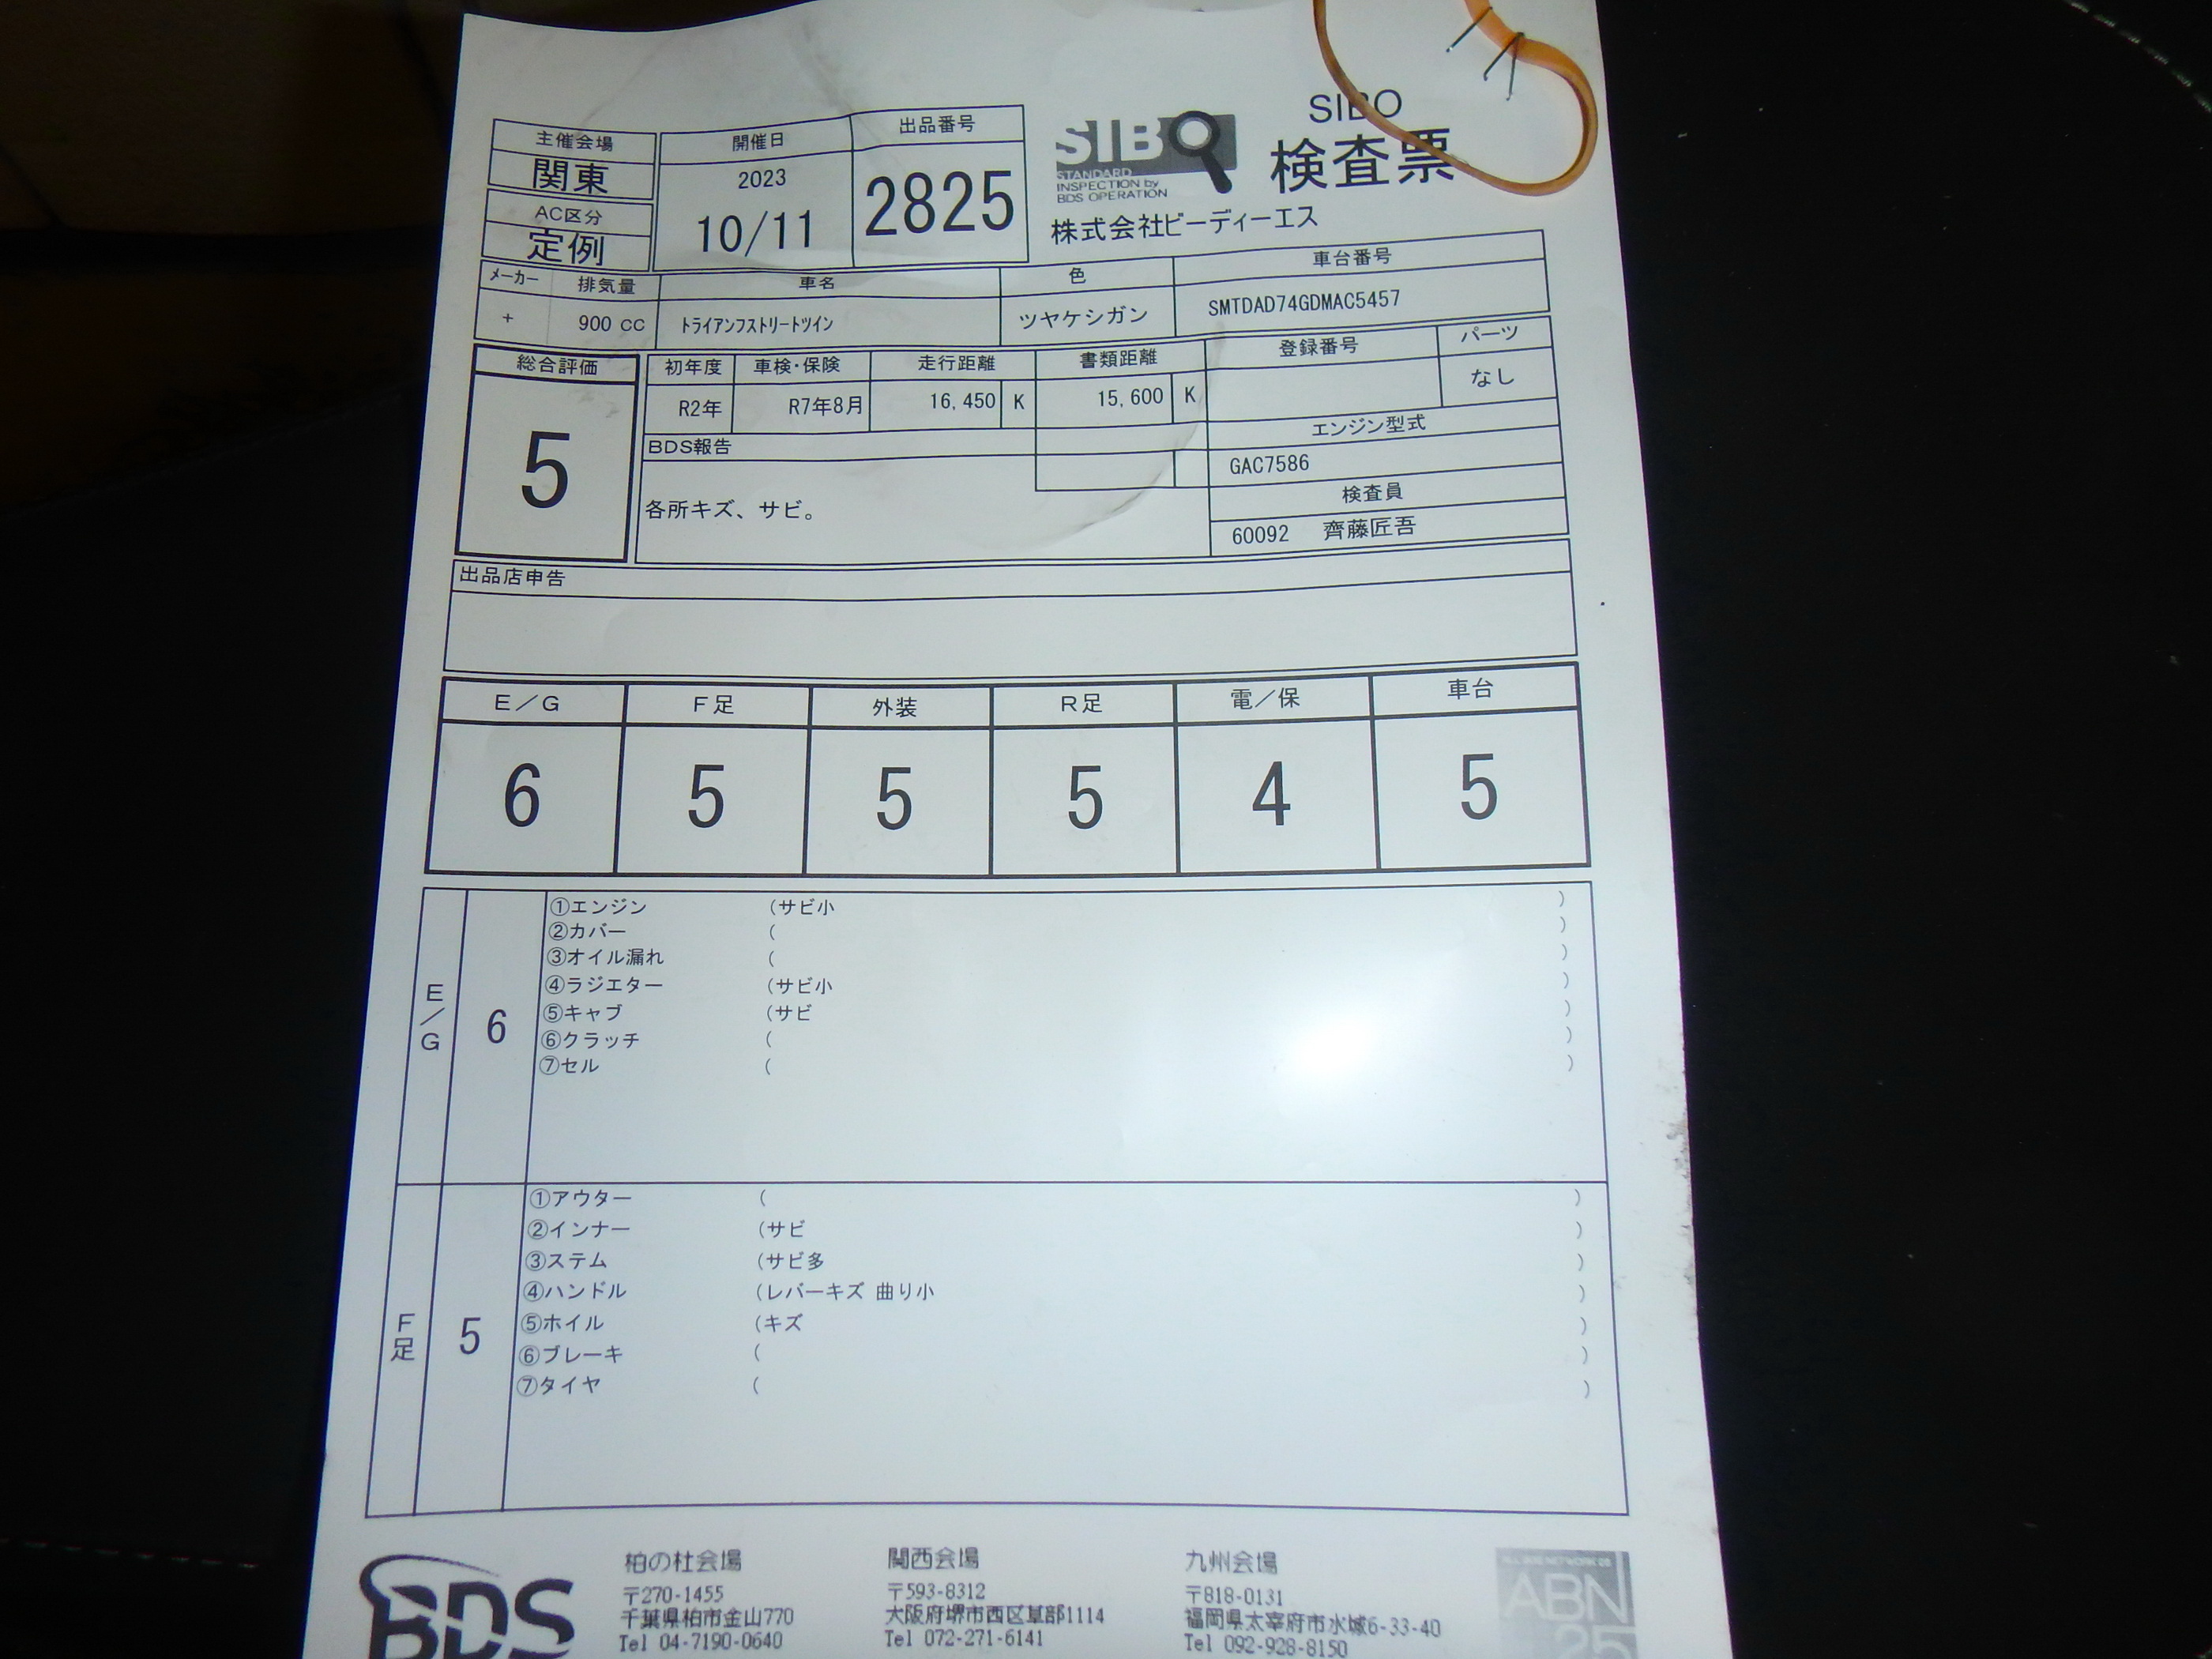 主催会場
関東
AC区分
定例
開催日
2023
10/11
出品番号
2825
SIBO
STANDARD
INSPECTION by
BDS OPERATION
SIBO
検査票
株式会社ビーディーエス
メーカー 排気量 車名 色 車台番号
+ 900 CC トライアンフストリートツイン ツヤケシガン SMTDAD74GDMAC5457
総合評価
5
初年度 車検・保険 走行距離 書類距離 登録番号 パーツ
R2年 R7年8月 16,450 K 15,600 K なし
BDS報告
各所キズ、サビ。
エンジン型式
GAC7586
検査員
60092 齊藤匠吾
出品店申告
E/G F足 外装 R足 電/保 車台
6 5 5 5 4 5
E/G 6
①エンジン (サビ小 )
②カバー ( )
③オイル漏れ ( )
④ラジエター (サビ小 )
⑤キャブ (サビ )
⑥クラッチ ( )
⑦セル ( )
F足 5
①アウター ( )
②インナー (サビ )
③ステム (サビ多 )
④ハンドル (レバーキズ 曲り小 )
⑤ホイル (キズ )
⑥ブレーキ ( )
⑦タイヤ ( )
BDS
柏の杜会場
〒270-1455
千葉県柏市金山770
Tel 04-7190-0640
関西会場
〒593-8312
大阪府堺市西区草部1114
Tel 072-271-6141
九州会場
〒818-0131
福岡県太宰府市水城6-33-40
Tel 092-928-8150
ABN
25